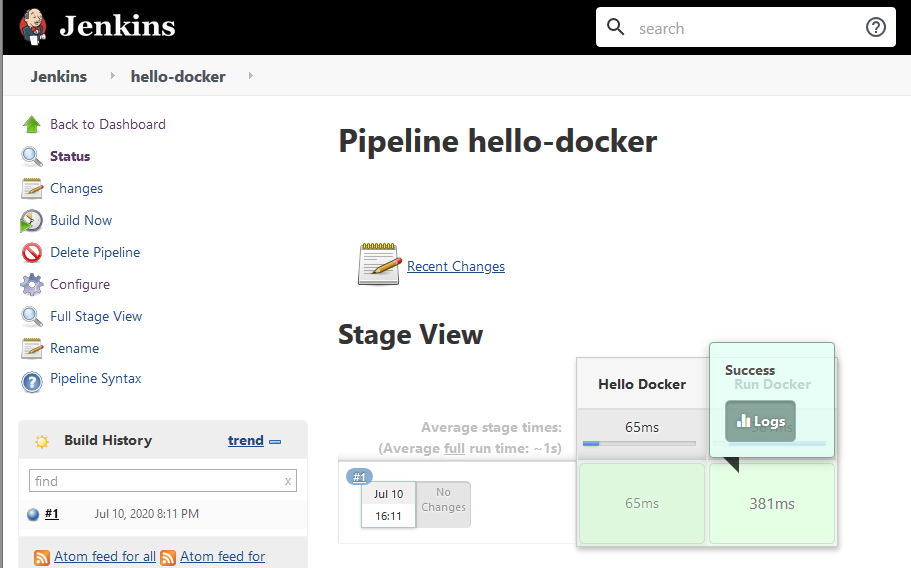 Jenkins
search
Jenkins
hello-docker
Back to Dashboard
Status
Changes
Build Now
Delete Pipeline
Configure
Full Stage View
Rename
Pipeline Syntax
Build History
trend
find
x
#1
Jul 10, 2020 8:11 PM
Atom feed for all
Atom feed for
Pipeline hello-docker
Recent Changes
Stage View
Hello Docker
Success
Run Docker
Logs
65ms
Average stage times:
(Average full run time: ~1s)
#1
Jul 10
16:11
No
Changes
65ms
381ms